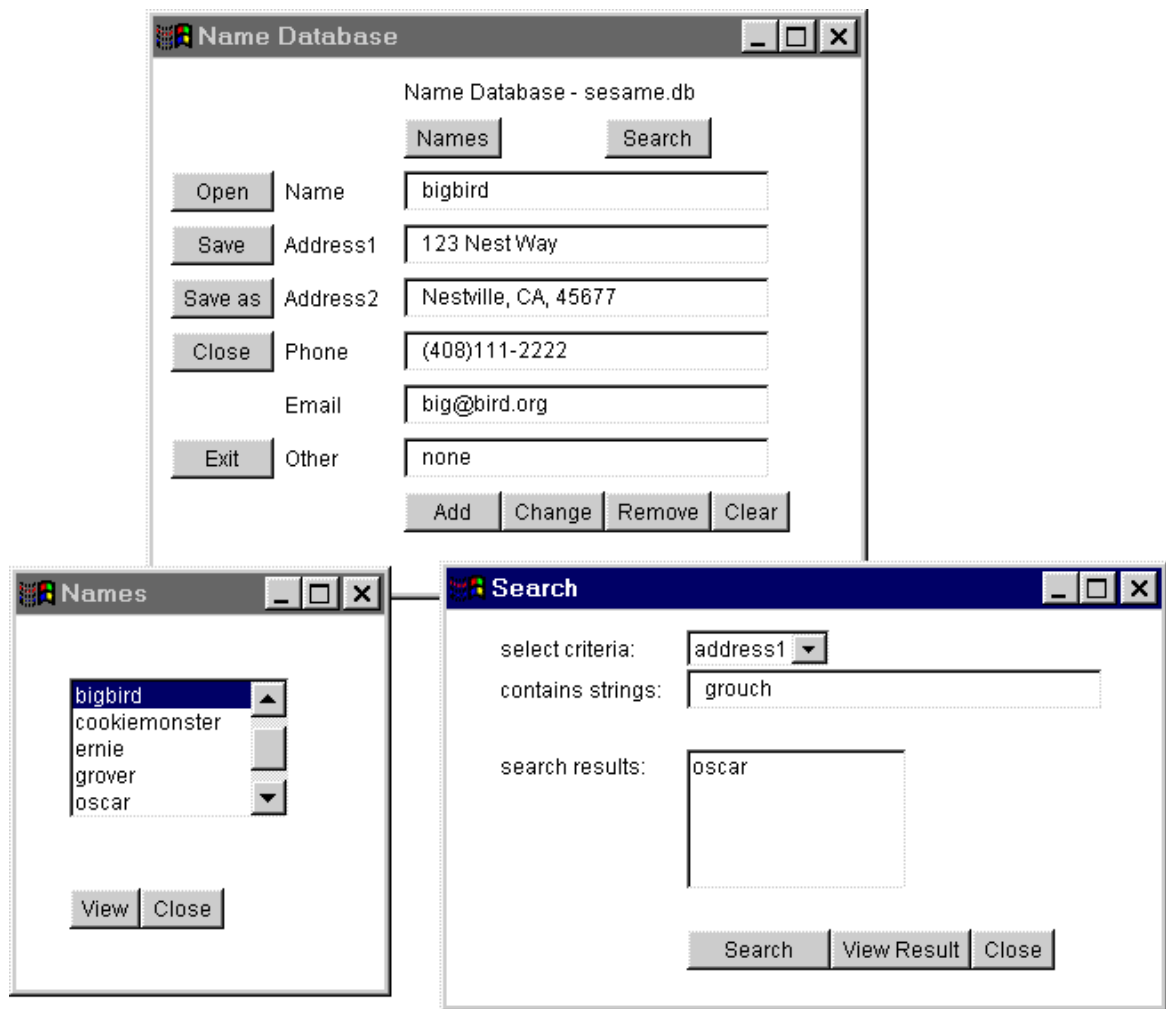 Name Database
Name Database - sesame.db
Names Search
Open Name bigbird
Save Address1 123 Nest Way
Save as Address2 Nestville, CA, 45677
Close Phone (408)111-2222
Email big@bird.org
Exit Other none
Add Change Remove Clear
Names
bigbird
cookiemonster
ernie
grover
oscar
View Close
Search
select criteria: address1
contains strings: grouch
search results: oscar
Search View Result Close